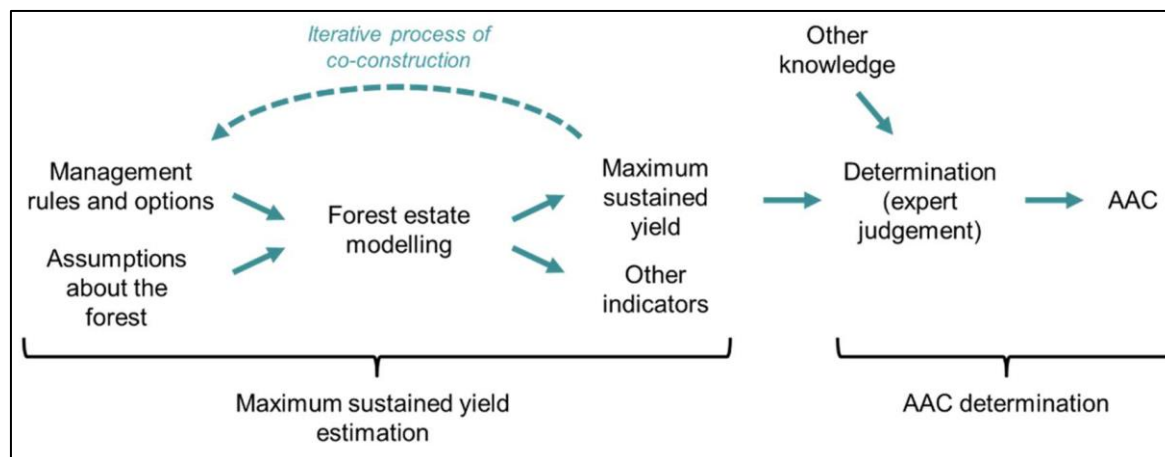 Iterative process of
co-construction
Other
knowledge
Management
rules and options
Assumptions
about the
forest
Forest estate
modelling
Maximum
sustained
yield
Other
indicators
Determination
(expert
judgement)
AAC
Maximum sustained yield
estimation
AAC determination